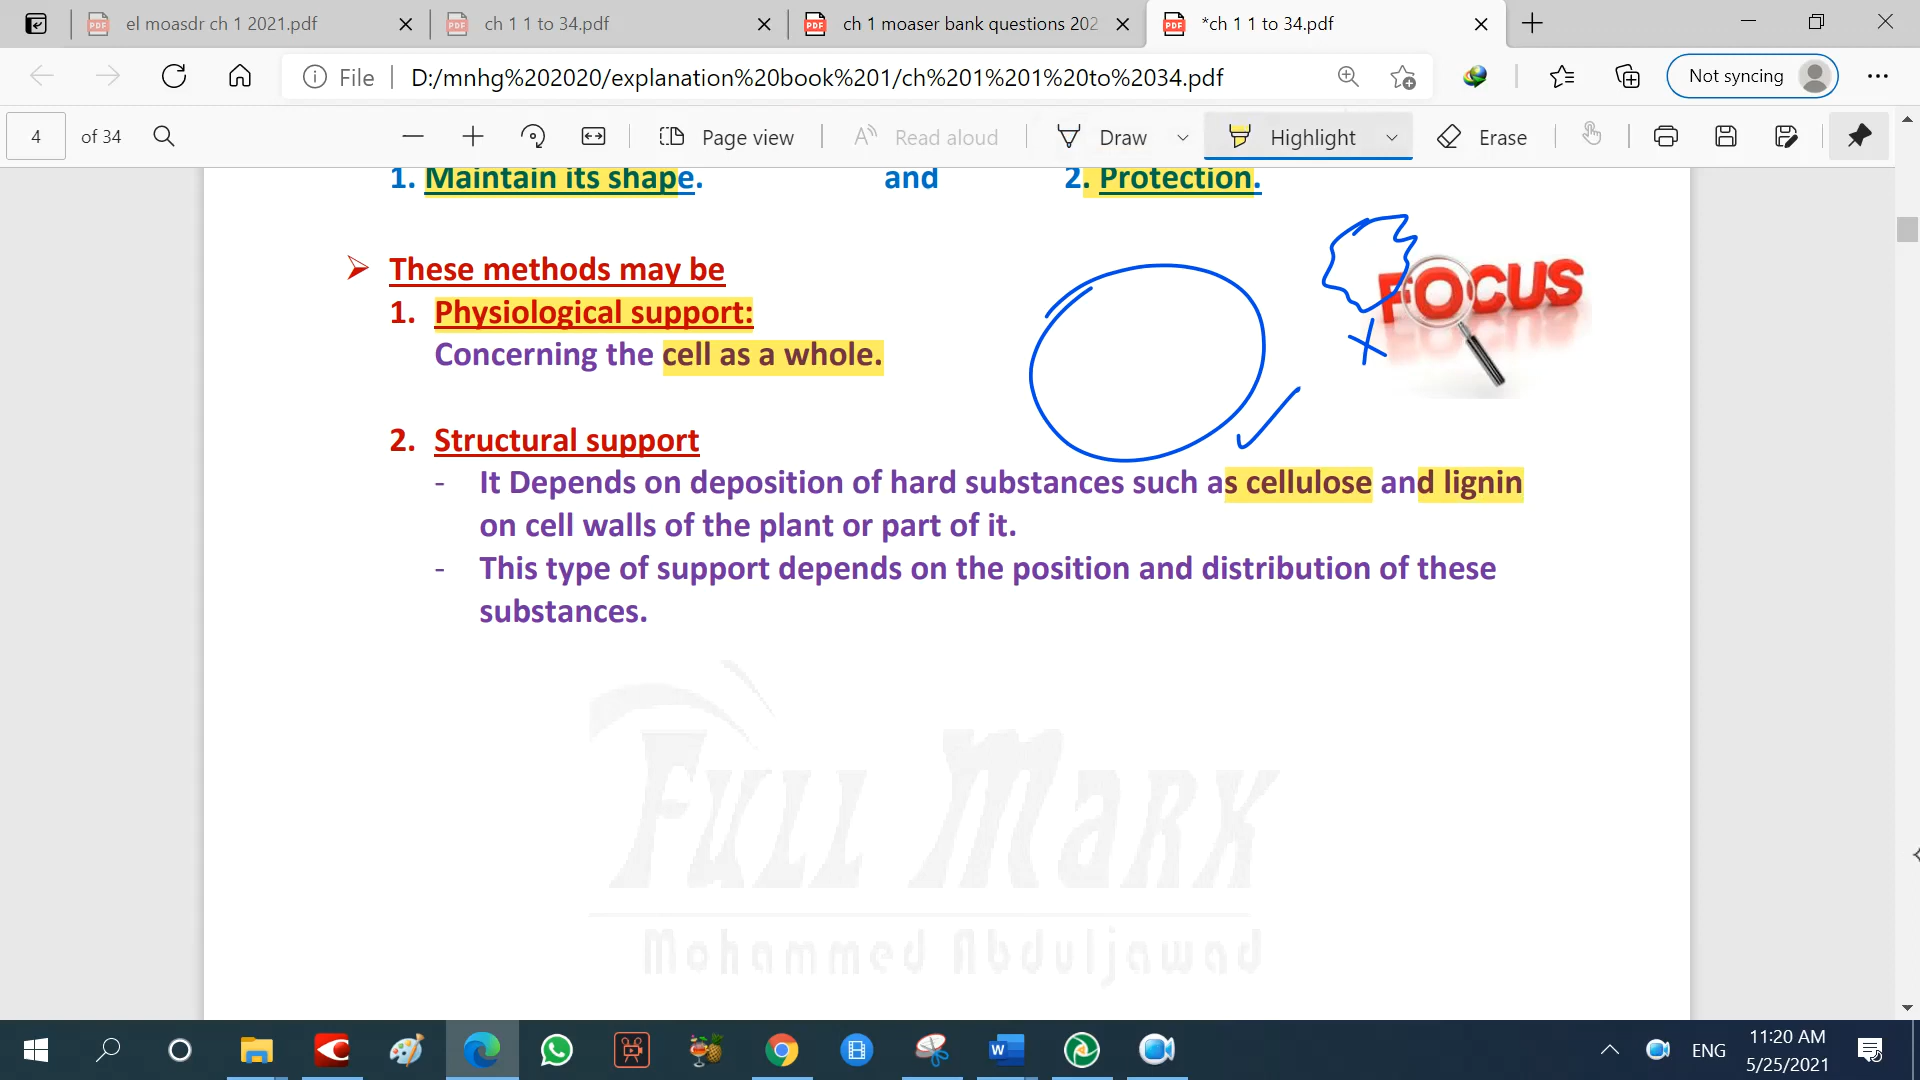 el moasdr ch 1 2021.pdf
ch 1 1 to 34.pdf
ch 1 moaser bank questions 202
*ch 1 1 to 34.pdf
File
D:/mnhg%202020/explanation%20book%201/ch%201%201%20to%2034.pdf
Not syncing
4 of 34
Page view
Read aloud
Draw
Highlight
Erase
1. Maintain its shape. and 2. Protection.
These methods may be
1. Physiological support:
Concerning the cell as a whole.
FOCUS
2. Structural support
- It Depends on deposition of hard substances such as cellulose and lignin
on cell walls of the plant or part of it.
- This type of support depends on the position and distribution of these
substances.
Full Mark
Mohammed Abduljawad
ENG
11:20 AM
5/25/2021